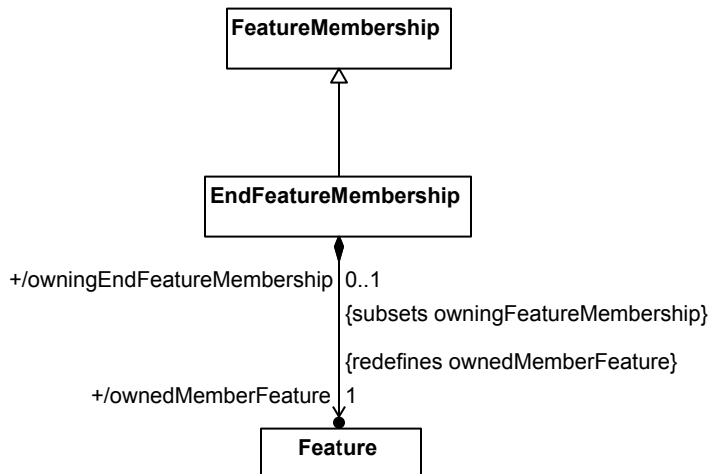 FeatureMembership
EndFeatureMembership
+/owningEndFeatureMembership 0..1
{subsets owningFeatureMembership}
{redefines ownedMemberFeature}
+/ownedMemberFeature 1
Feature